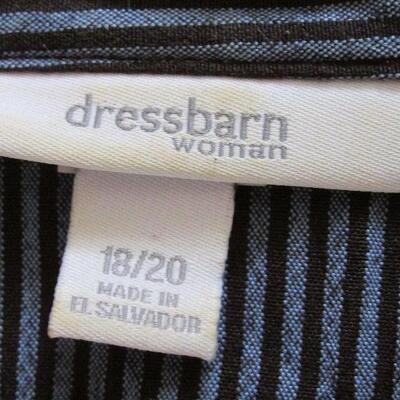 dressbarn
woman
18/20
MADE IN
EL SALVADOR